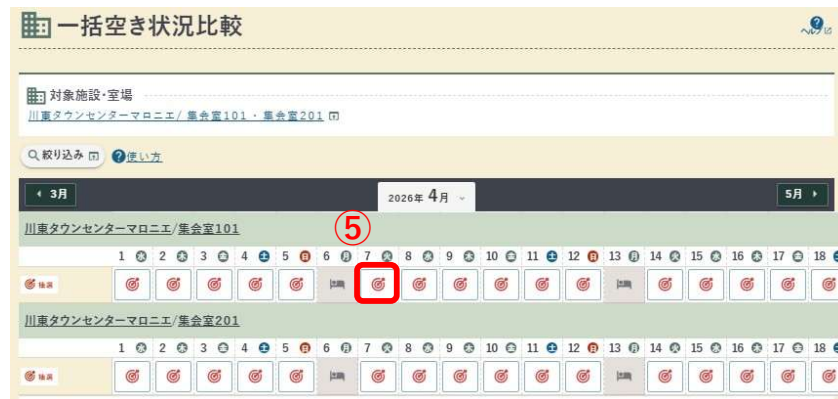 一括空き状況比較
ヘルプ
対象施設・室場
川東タウンセンターマロニエ/ 集会室101 ・ 集会室201
絞り込み
使い方
3月
2026年 4月
5月
川東タウンセンターマロニエ/集会室101
⑤
1 水 2 木 3 金 4 土 5 日 6 月 7 火 8 水 9 木 10 金 11 土 12 日 13 月 14 火 15 水 16 木 17 金 18
抽選
川東タウンセンターマロニエ/集会室201
1 水 2 木 3 金 4 土 5 日 6 月 7 火 8 水 9 木 10 金 11 土 12 日 13 月 14 火 15 水 16 木 17 金 18
抽選